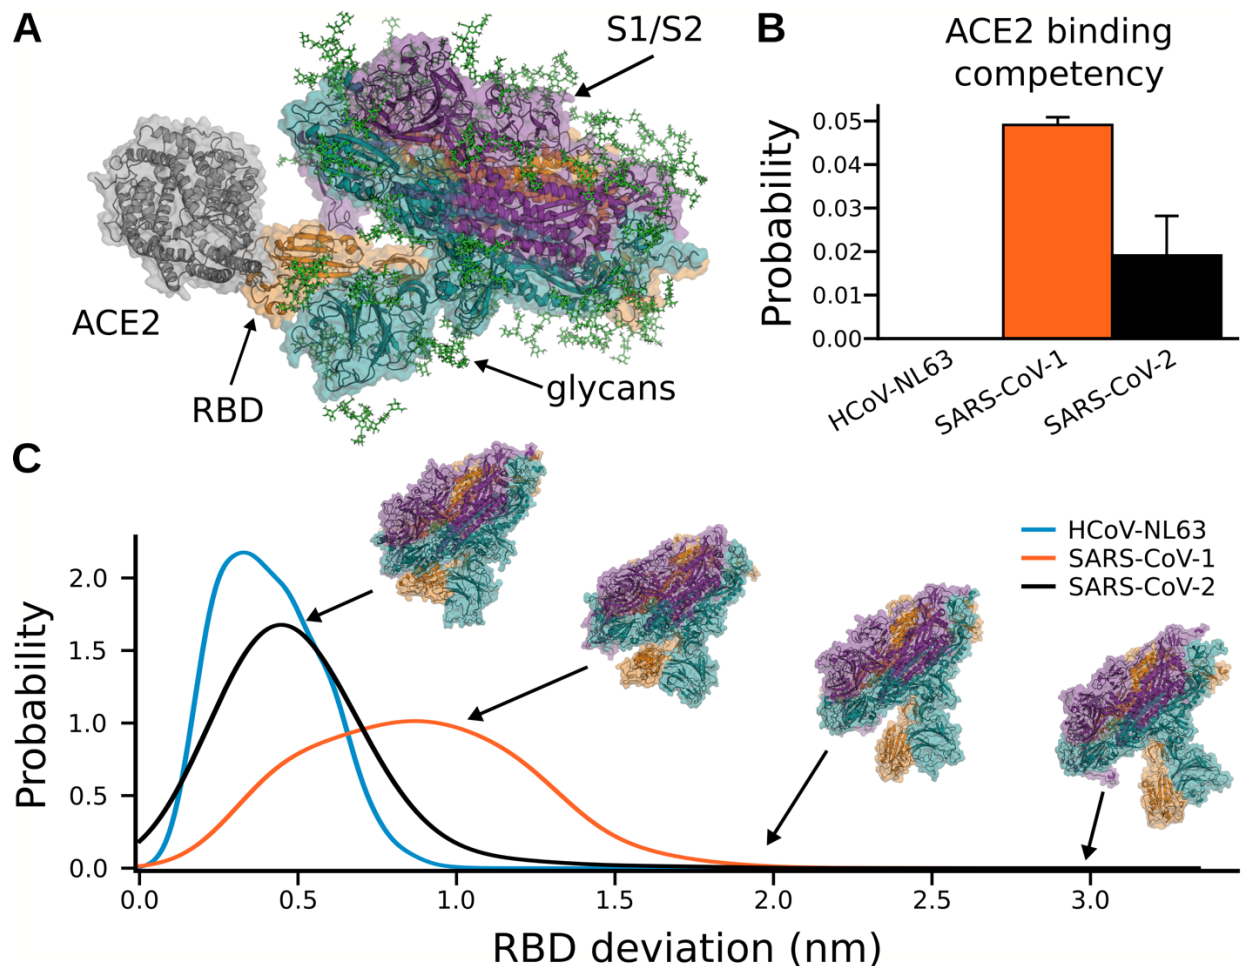 A
S1/S2
ACE2
RBD
glycans
B
ACE2 binding
competency
Probability
0.05
0.04
0.03
0.02
0.01
0.00
HCoV-NL63
SARS-CoV-1
SARS-CoV-2
C
HCoV-NL63
SARS-CoV-1
SARS-CoV-2
Probability
2.0
1.5
1.0
0.5
0.0
0.0 0.5 1.0 1.5 2.0 2.5 3.0
RBD deviation (nm)